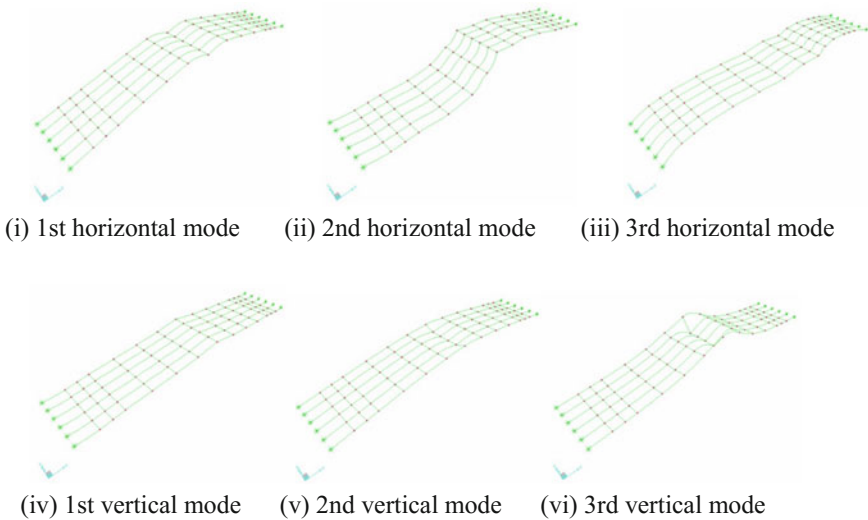 (i) 1st horizontal mode (ii) 2nd horizontal mode (iii) 3rd horizontal mode
(iv) 1st vertical mode (v) 2nd vertical mode (vi) 3rd vertical mode